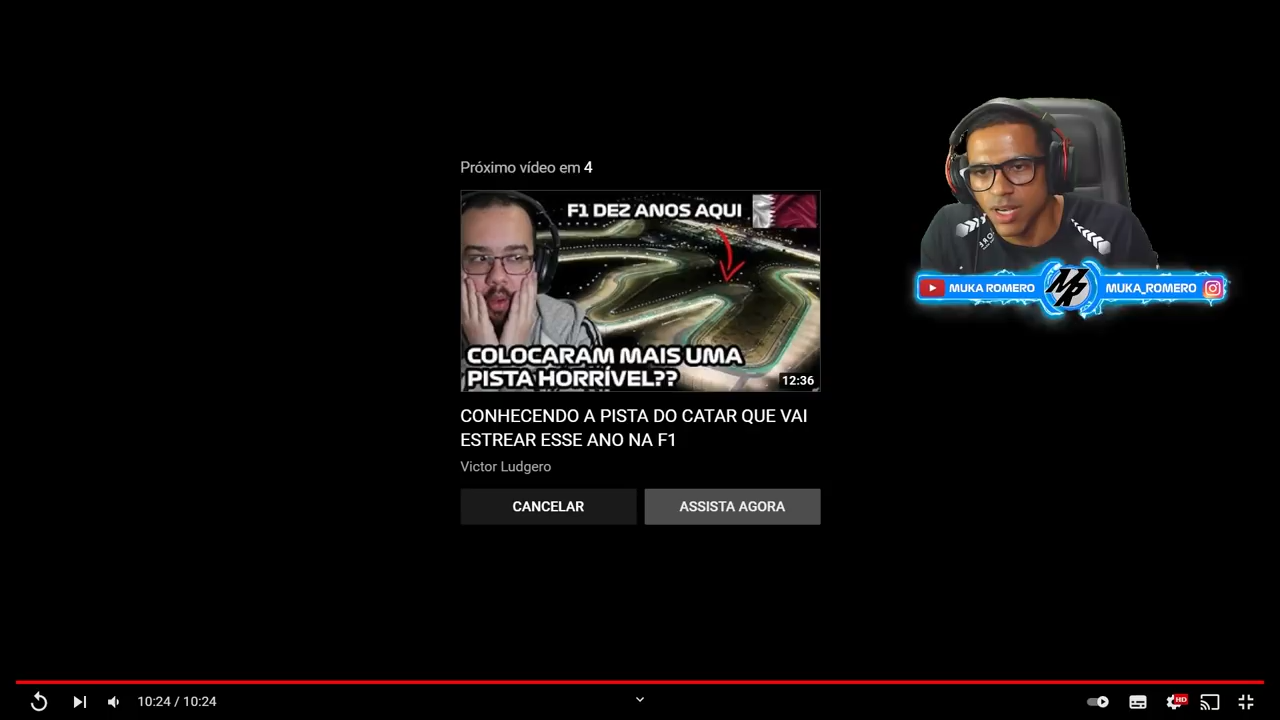 Próximo vídeo em 4
F1 DEZ ANOS AQUI
COLOCARAM MAIS UMA
PISTA HORRÍVEL??
12:36
CONHECENDO A PISTA DO CATAR QUE VAI
ESTREAR ESSE ANO NA F1
Victor Ludgero
CANCELAR
ASSISTA AGORA
MUKA ROMERO
MR
MUKA_ROMERO
10:24 / 10:24
HD